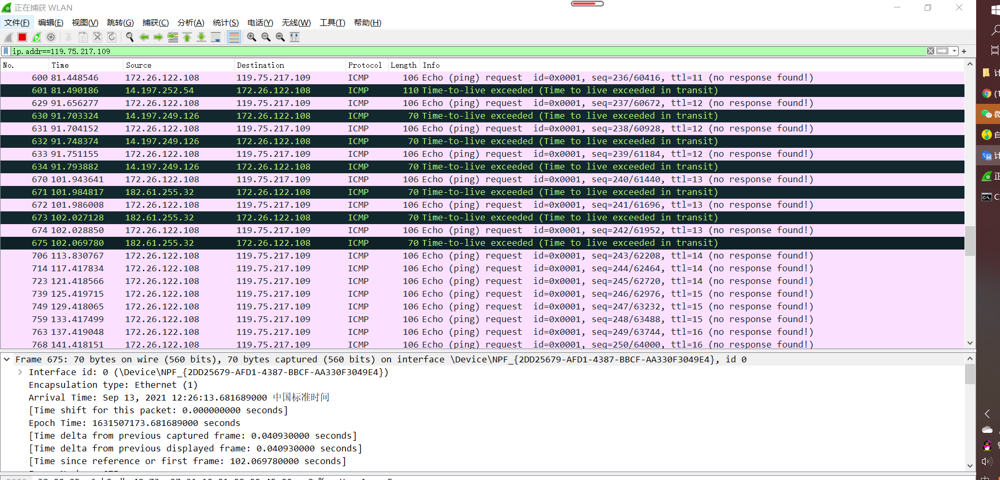 正在捕获 WLAN
文件(F) 编辑(E) 视图(V) 跳转(G) 捕获(C) 分析(A) 统计(S) 电话(Y) 无线(W) 工具(T) 帮助(H)
ip.addr==119.75.217.109
No. Time Source Destination Protocol Length Info
600 81.448546 172.26.122.108 119.75.217.109 ICMP 106 Echo (ping) request id=0x0001, seq=236/60416, ttl=11 (no response found!)
601 81.490186 14.197.252.54 172.26.122.108 ICMP 110 Time-to-live exceeded (Time to live exceeded in transit)
629 91.656277 172.26.122.108 119.75.217.109 ICMP 106 Echo (ping) request id=0x0001, seq=237/60672, ttl=12 (no response found!)
630 91.703324 14.197.249.126 172.26.122.108 ICMP 70 Time-to-live exceeded (Time to live exceeded in transit)
631 91.704152 172.26.122.108 119.75.217.109 ICMP 106 Echo (ping) request id=0x0001, seq=238/60928, ttl=12 (no response found!)
632 91.748374 14.197.249.126 172.26.122.108 ICMP 70 Time-to-live exceeded (Time to live exceeded in transit)
633 91.751155 172.26.122.108 119.75.217.109 ICMP 106 Echo (ping) request id=0x0001, seq=239/61184, ttl=12 (no response found!)
634 91.793882 14.197.249.126 172.26.122.108 ICMP 70 Time-to-live exceeded (Time to live exceeded in transit)
670 101.943641 172.26.122.108 119.75.217.109 ICMP 106 Echo (ping) request id=0x0001, seq=240/61440, ttl=13 (no response found!)
671 101.984817 182.61.255.32 172.26.122.108 ICMP 70 Time-to-live exceeded (Time to live exceeded in transit)
672 101.986008 172.26.122.108 119.75.217.109 ICMP 106 Echo (ping) request id=0x0001, seq=241/61696, ttl=13 (no response found!)
673 102.027128 182.61.255.32 172.26.122.108 ICMP 70 Time-to-live exceeded (Time to live exceeded in transit)
674 102.028850 172.26.122.108 119.75.217.109 ICMP 106 Echo (ping) request id=0x0001, seq=242/61952, ttl=13 (no response found!)
675 102.069780 182.61.255.32 172.26.122.108 ICMP 70 Time-to-live exceeded (Time to live exceeded in transit)
706 113.830767 172.26.122.108 119.75.217.109 ICMP 106 Echo (ping) request id=0x0001, seq=243/62208, ttl=14 (no response found!)
714 117.417834 172.26.122.108 119.75.217.109 ICMP 106 Echo (ping) request id=0x0001, seq=244/62464, ttl=14 (no response found!)
723 121.418566 172.26.122.108 119.75.217.109 ICMP 106 Echo (ping) request id=0x0001, seq=245/62720, ttl=14 (no response found!)
739 125.419715 172.26.122.108 119.75.217.109 ICMP 106 Echo (ping) request id=0x0001, seq=246/62976, ttl=15 (no response found!)
749 129.418065 172.26.122.108 119.75.217.109 ICMP 106 Echo (ping) request id=0x0001, seq=247/63232, ttl=15 (no response found!)
759 133.417499 172.26.122.108 119.75.217.109 ICMP 106 Echo (ping) request id=0x0001, seq=248/63488, ttl=15 (no response found!)
763 137.419048 172.26.122.108 119.75.217.109 ICMP 106 Echo (ping) request id=0x0001, seq=249/63744, ttl=16 (no response found!)
768 141.418151 172.26.122.108 119.75.217.109 ICMP 106 Echo (ping) request id=0x0001, seq=250/64000, ttl=16 (no response found!)
Frame 675: 70 bytes on wire (560 bits), 70 bytes captured (560 bits) on interface \Device\NPF_{2DD25679-AFD1-4387-BBCF-AA330F3049E4}, id 0
Interface id: 0 (\Device\NPF_{2DD25679-AFD1-4387-BBCF-AA330F3049E4})
Encapsulation type: Ethernet (1)
Arrival Time: Sep 13, 2021 12:26:13.681689000 中国标准时间
[Time shift for this packet: 0.000000000 seconds]
Epoch Time: 1631507173.681689000 seconds
[Time delta from previous captured frame: 0.040930000 seconds]
[Time delta from previous displayed frame: 0.040930000 seconds]
[Time since reference or first frame: 102.069780000 seconds]